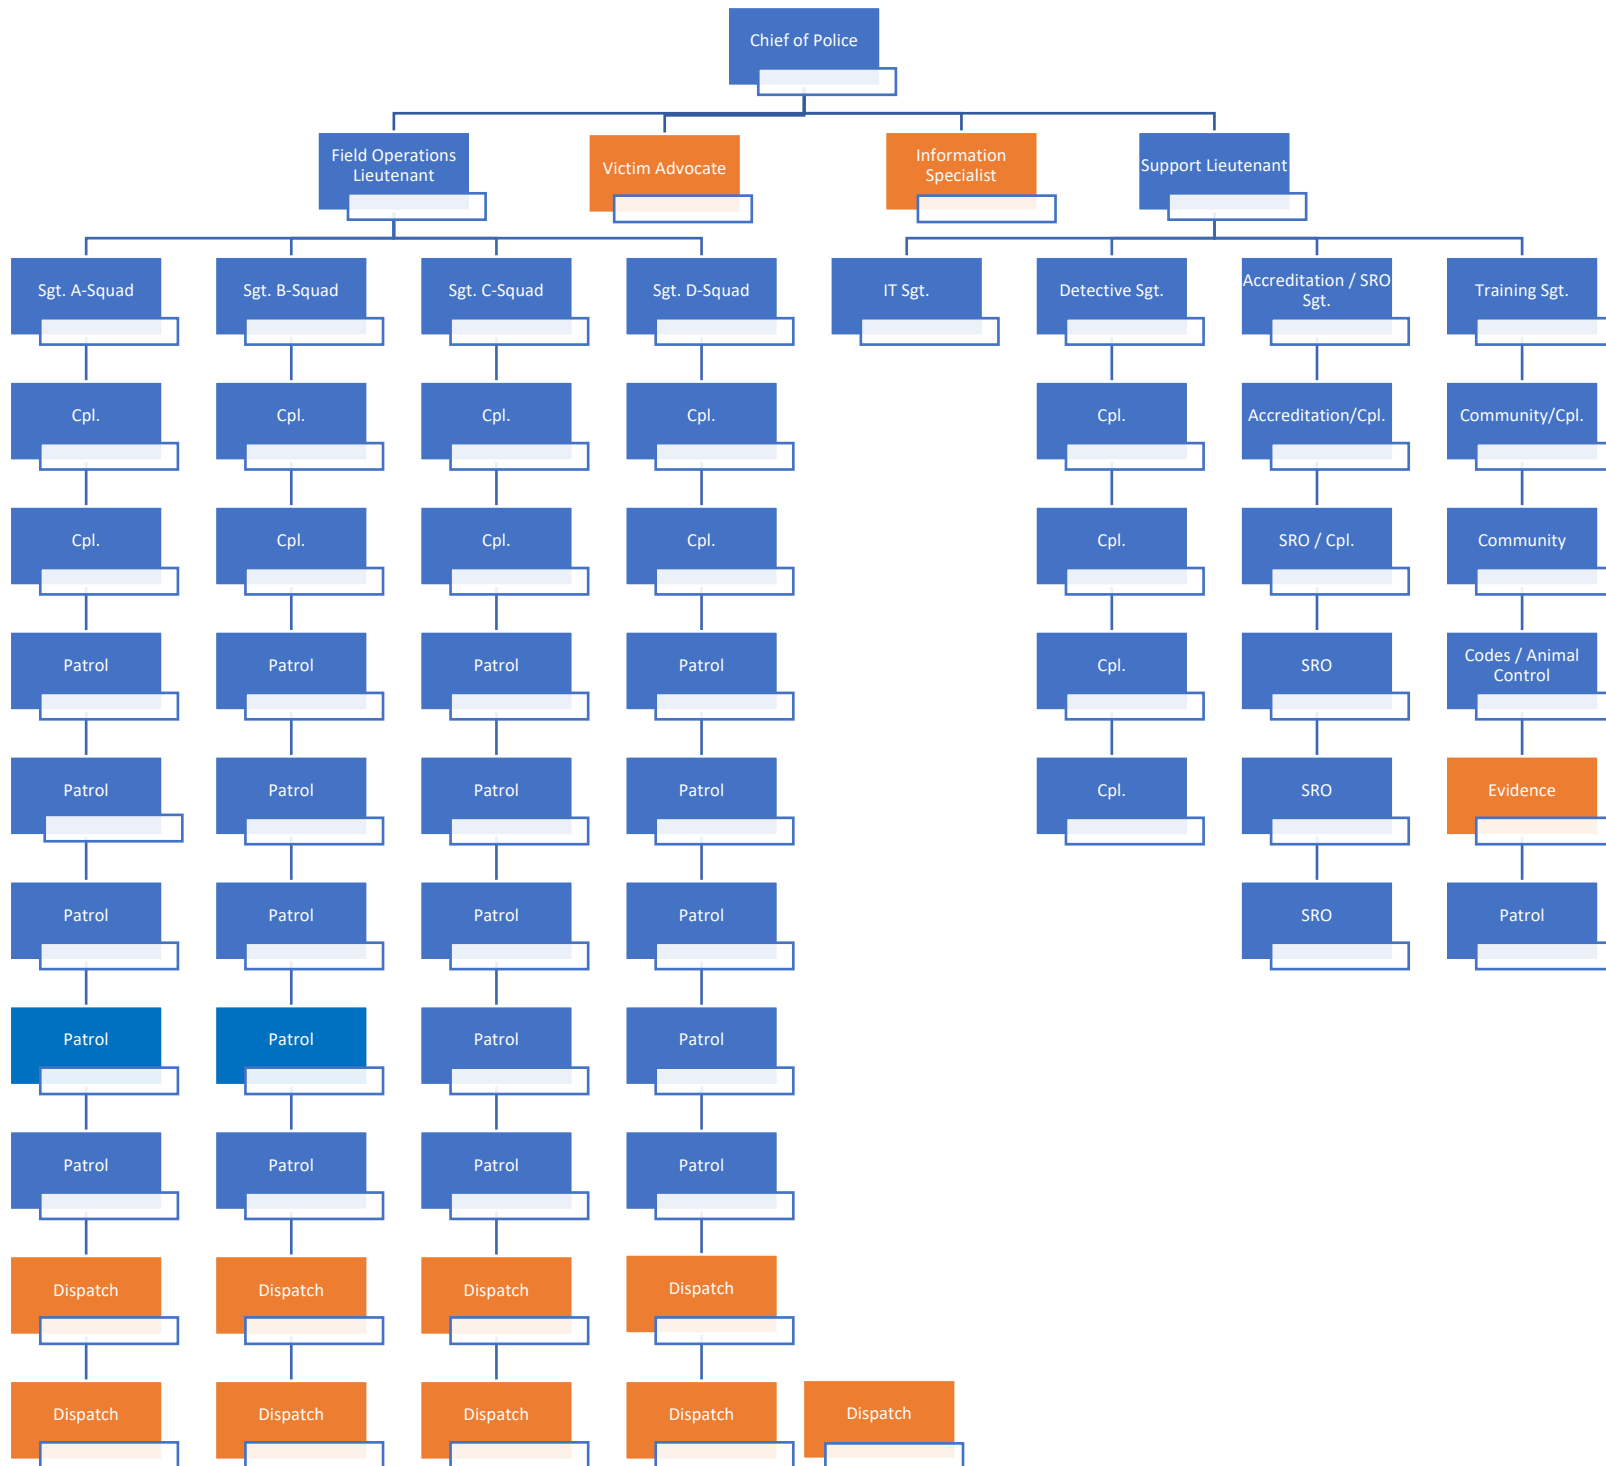 Chief of Police
Field Operations
Lieutenant
Victim Advocate
Information
Specialist
Support Lieutenant
Sgt. A-Squad
Sgt. B-Squad
Sgt. C-Squad
Sgt. D-Squad
IT Sgt.
Detective Sgt.
Accreditation / SRO
Sgt.
Training Sgt.
Cpl.
Cpl.
Cpl.
Cpl.
Cpl.
Accreditation/Cpl.
Community/Cpl.
Cpl.
Cpl.
Cpl.
Cpl.
Cpl.
SRO / Cpl.
Community
Patrol
Patrol
Patrol
Patrol
Cpl.
SRO
Codes / Animal
Control
Patrol
Patrol
Patrol
Patrol
Cpl.
SRO
Evidence
Patrol
Patrol
Patrol
Patrol
SRO
Patrol
Patrol
Patrol
Patrol
Patrol
Patrol
Patrol
Patrol
Patrol
Dispatch
Dispatch
Dispatch
Dispatch
Dispatch
Dispatch
Dispatch
Dispatch
Dispatch